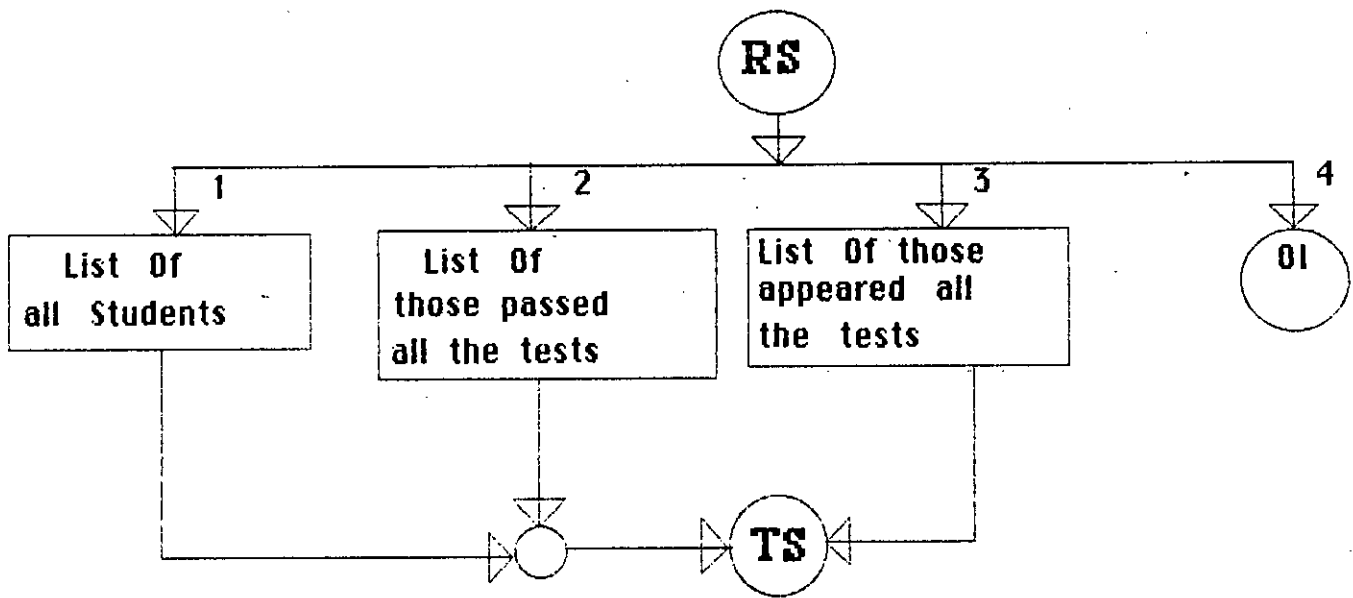 RS
1
2
3
4
List Of
all Students
List Of
those passed
all the tests
List Of those
appeared all
the tests
01
TS